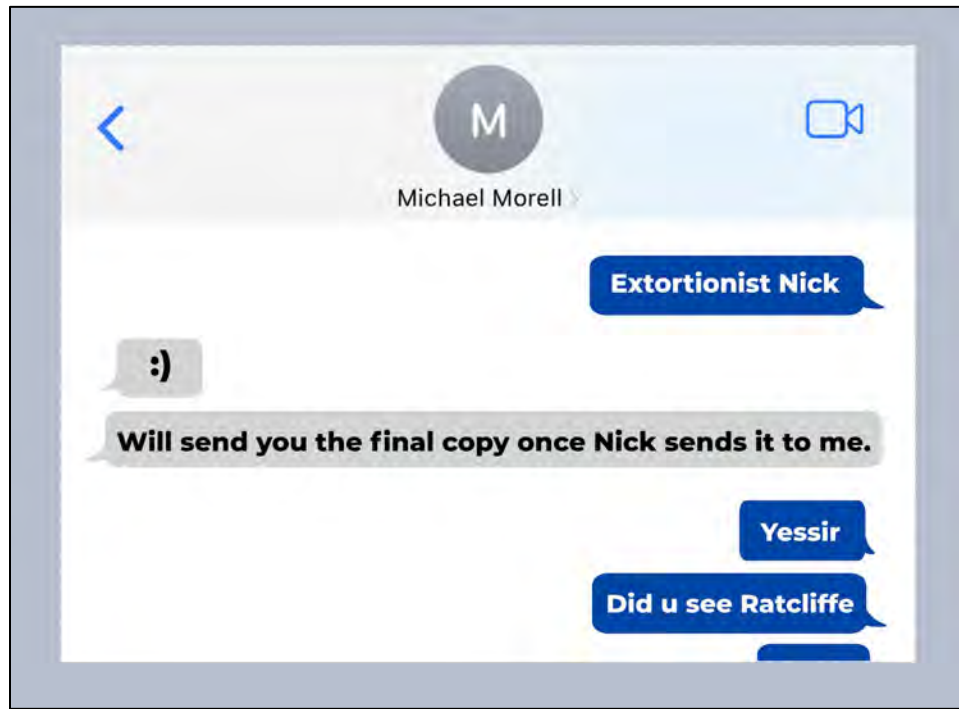 M
Michael Morell
Extortionist Nick
:)
Will send you the final copy once Nick sends it to me.
Yessir
Did u see Ratcliffe